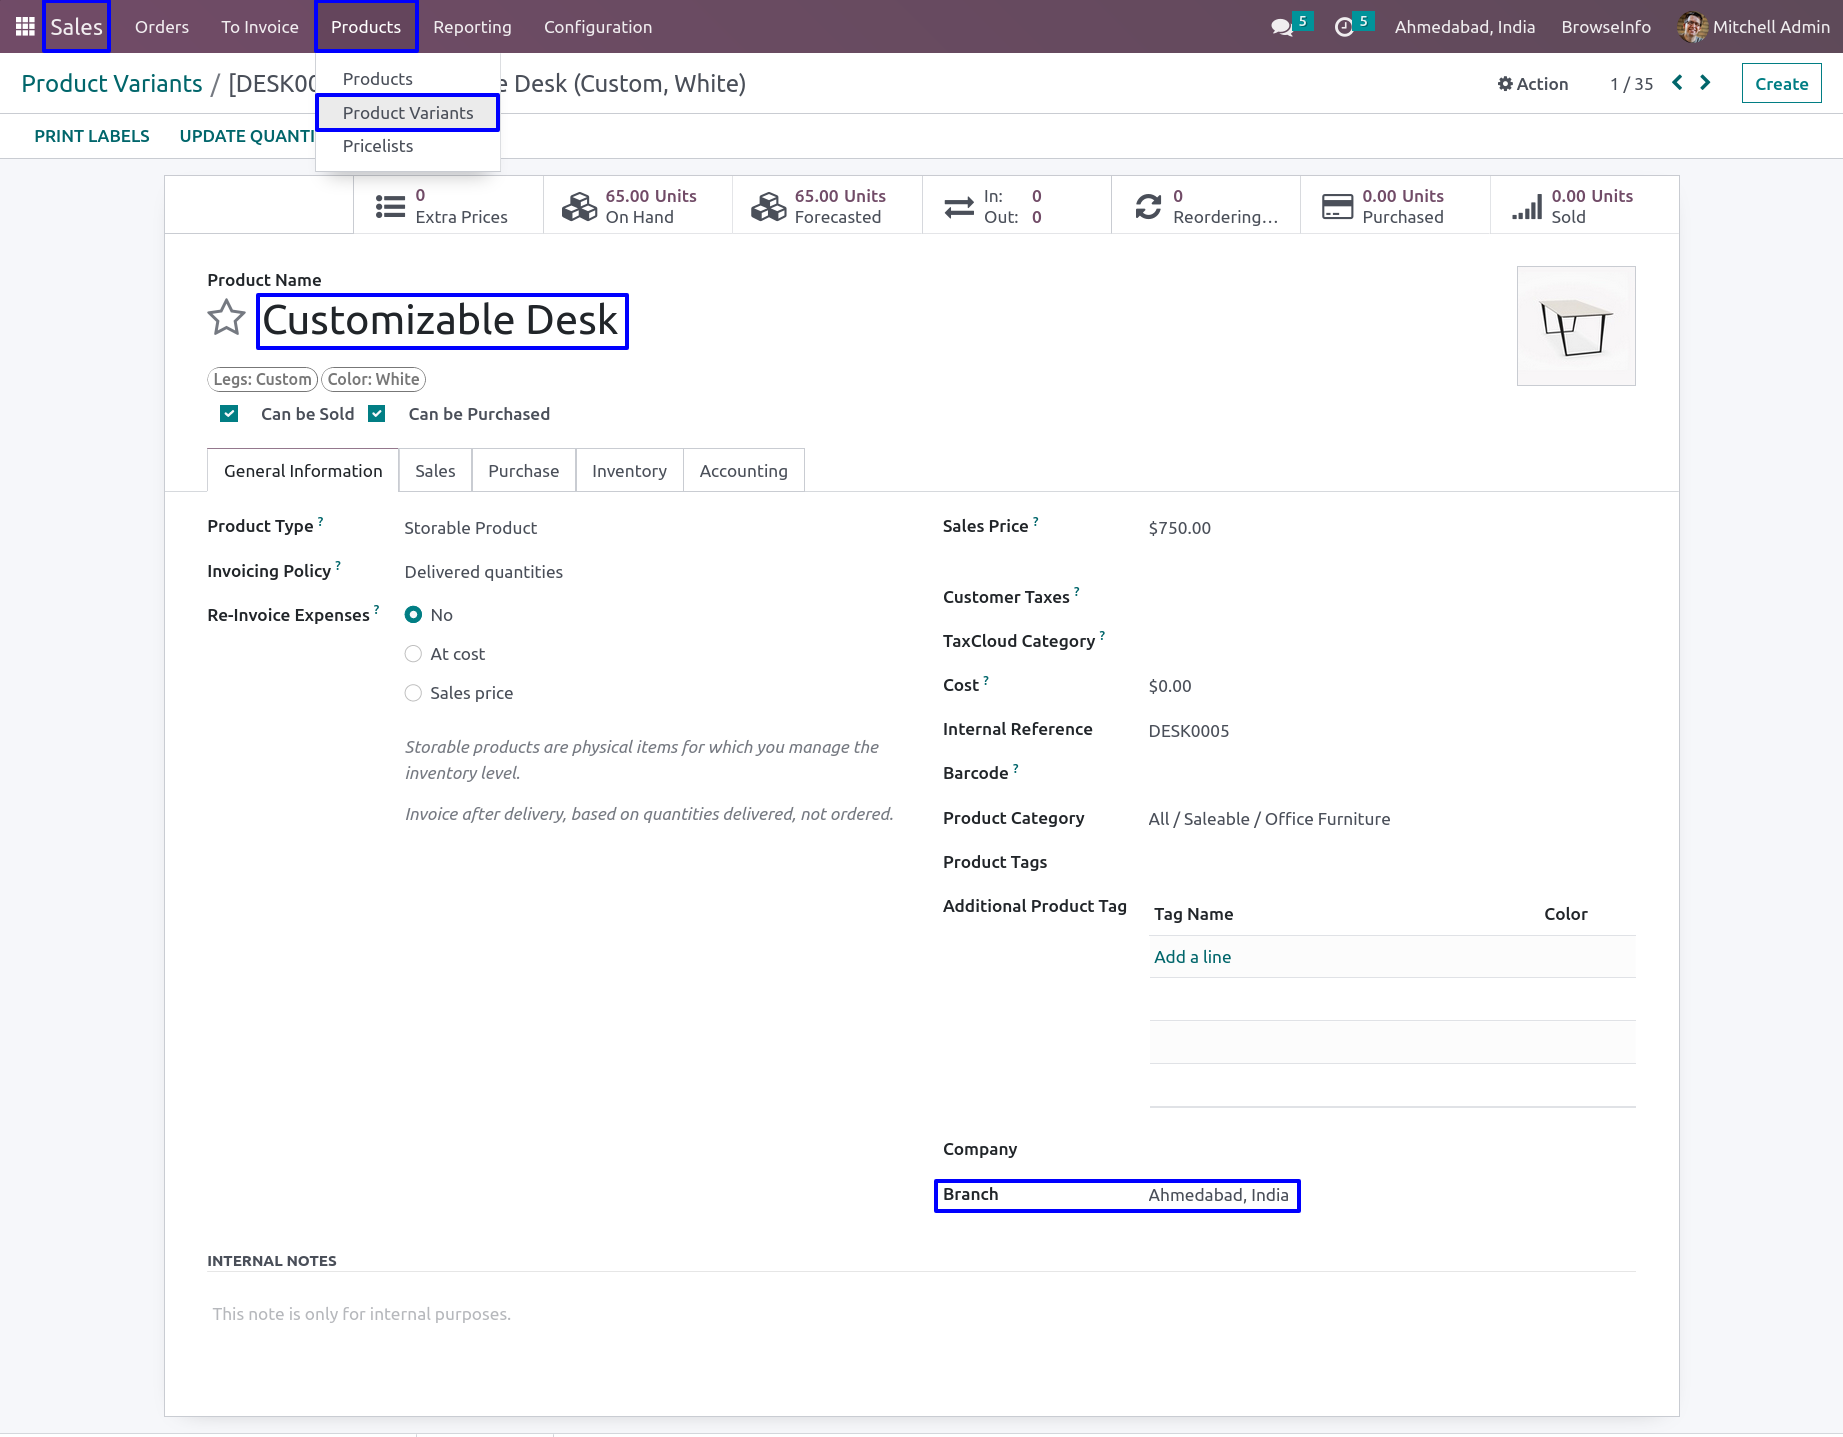 Sales Orders To Invoice Products Reporting Configuration 5 5 Ahmedabad, India BrowseInfo Mitchell Admin
Products
Product Variants
Pricelists
Product Variants / [DESK00 e Desk (Custom, White) Action 1 / 35 Create
PRINT LABELS UPDATE QUANTI
0
Extra Prices
65.00 Units
On Hand
65.00 Units
Forecasted
In: 0
Out: 0
0
Reordering...
0.00 Units
Purchased
0.00 Units
Sold
Product Name
Customizable Desk
Legs: Custom Color: White
Can be Sold Can be Purchased
General Information Sales Purchase Inventory Accounting
Product Type ? Storable Product
Invoicing Policy ? Delivered quantities
Re-Invoice Expenses ? No
At cost
Sales price
Storable products are physical items for which you manage the
inventory level.
Invoice after delivery, based on quantities delivered, not ordered.
Sales Price ? $750.00
Customer Taxes ?
TaxCloud Category ?
Cost ? $0.00
Internal Reference DESK0005
Barcode ?
Product Category All / Saleable / Office Furniture
Product Tags
Additional Product Tag Tag Name Color
Add a line
Company
Branch Ahmedabad, India
INTERNAL NOTES
This note is only for internal purposes.